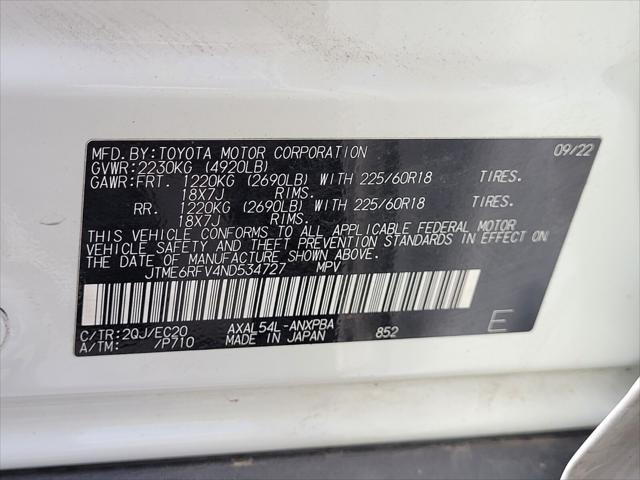 MFD. BY: TOYOTA MOTOR CORPORATION 09/22
GVWR: 2230KG (4920LB)
GAWR: FRT. 1220KG (2690LB) WITH 225/60R18 TIRES.
18X7J RIMS.
RR. 1220KG (2690LB) WITH 225/60R18 TIRES.
18X7J RIMS.
THIS VEHICLE CONFORMS TO ALL APPLICABLE FEDERAL MOTOR
VEHICLE SAFETY AND THEFT PREVENTION STANDARDS IN EFFECT ON
THE DATE OF MANUFACTURE SHOWN ABOVE.
JTME6RFV4ND534727 MPV
C/TR: 2QJ/EC20 AXAL54L-ANXPBA 852 E
A/TM: /P710 MADE IN JAPAN